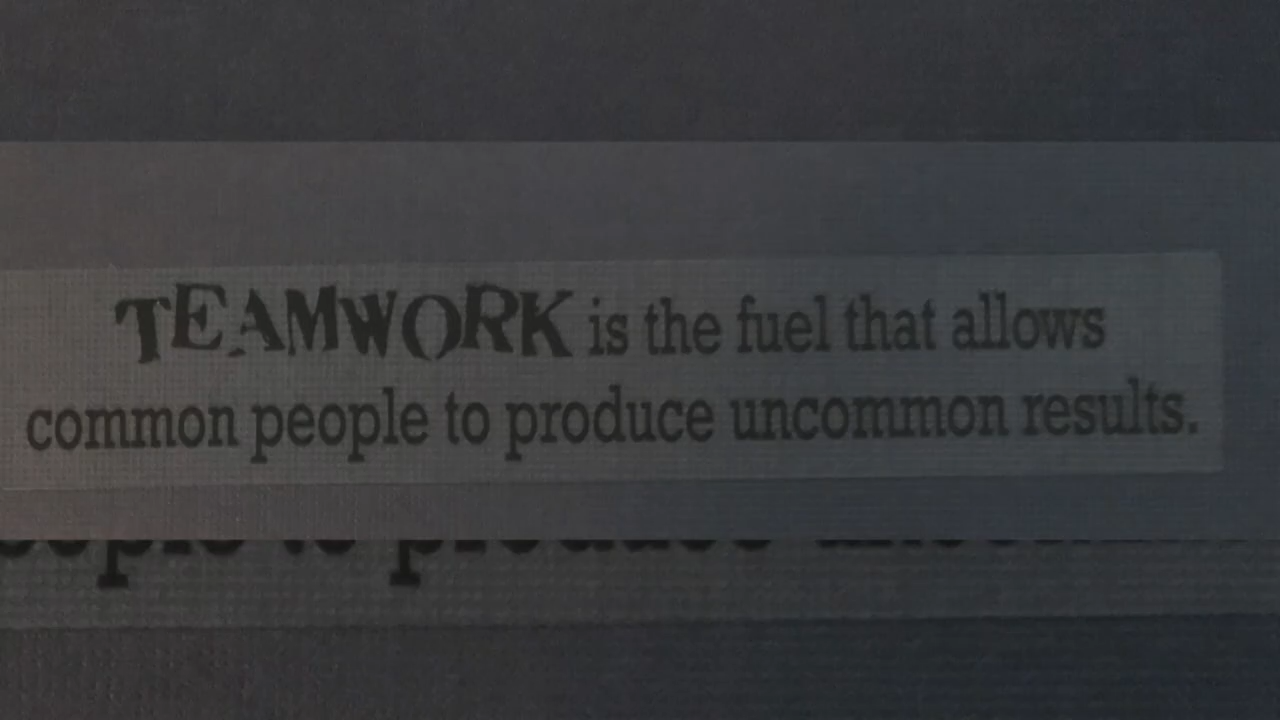 TEAMWORK is the fuel that allows
common people to produce uncommon results.